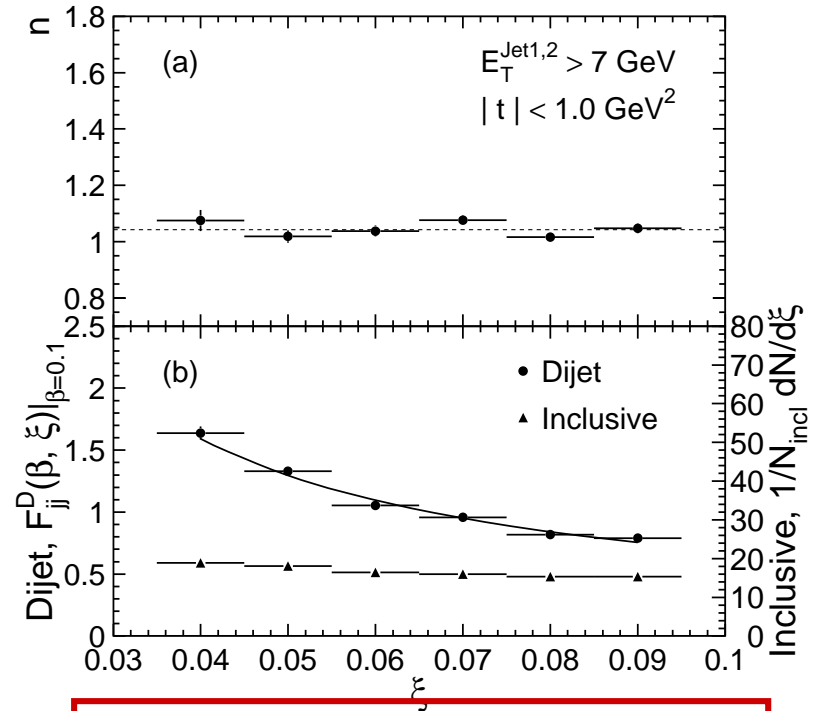 n
1.8
1.6
1.4
1.2
1
0.8
(a)
E_T^{Jet1,2} > 7 GeV
| t | < 1.0 GeV²
Dijet, F_{jj}^D(β, ξ)|_{β=0.1}
2.5
2
1.5
1
0.5
0
(b)
Dijet
Inclusive
80
70
60
50
40
30
20
10
0
Inclusive, 1/N_{incl} dN/dξ
0.03 0.04 0.05 0.06 0.07 0.08 0.09 0.1
ξ